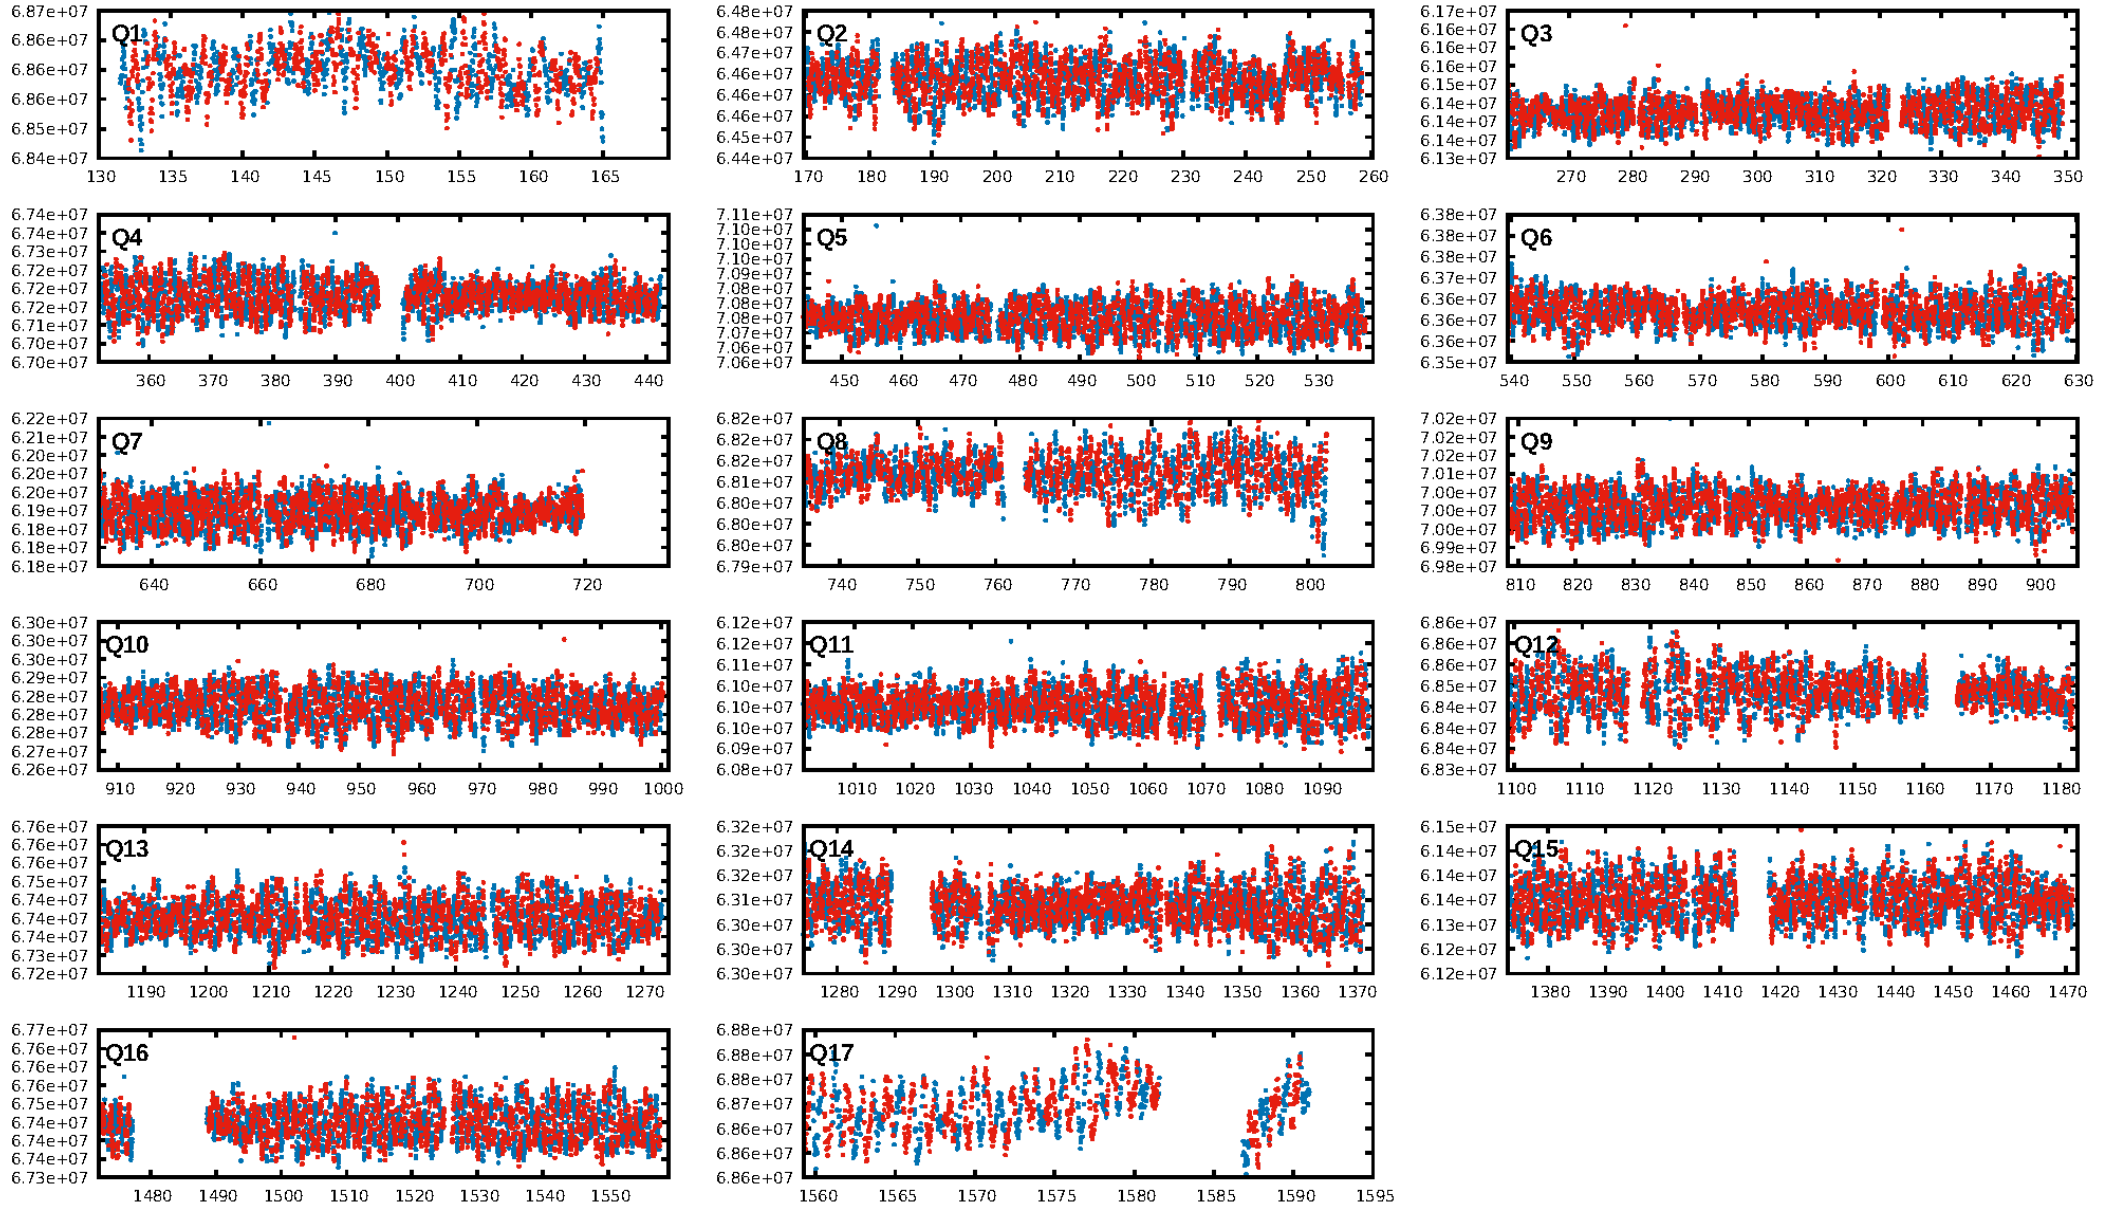 Q1
6.87e+07
6.86e+07
6.86e+07
6.86e+07
6.85e+07
6.84e+07
130 135 140 145 150 155 160 165
Q2
6.48e+07
6.48e+07
6.47e+07
6.46e+07
6.46e+07
6.46e+07
6.45e+07
6.44e+07
170 180 190 200 210 220 230 240 250 260
Q3
6.17e+07
6.16e+07
6.16e+07
6.16e+07
6.15e+07
6.14e+07
6.14e+07
6.14e+07
6.13e+07
270 280 290 300 310 320 330 340 350
Q4
6.74e+07
6.73e+07
6.73e+07
6.72e+07
6.72e+07
6.72e+07
6.71e+07
6.70e+07
6.70e+07
360 370 380 390 400 410 420 430 440
Q5
7.11e+07
7.10e+07
7.10e+07
7.09e+07
7.09e+07
7.08e+07
7.08e+07
7.07e+07
7.07e+07
7.06e+07
7.06e+07
450 460 470 480 490 500 510 520 530
Q6
6.38e+07
6.38e+07
6.38e+07
6.37e+07
6.36e+07
6.36e+07
6.36e+07
6.35e+07
540 550 560 570 580 590 600 610 620 630
Q7
6.22e+07
6.21e+07
6.20e+07
6.20e+07
6.20e+07
6.19e+07
6.18e+07
6.18e+07
6.18e+07
640 660 680 700 720
Q8
6.82e+07
6.82e+07
6.82e+07
6.81e+07
6.80e+07
6.80e+07
6.80e+07
6.79e+07
740 750 760 770 780 790 800
Q9
7.02e+07
7.02e+07
7.02e+07
7.01e+07
7.00e+07
7.00e+07
7.00e+07
6.99e+07
6.98e+07
810 820 830 840 850 860 870 880 890 900
Q10
6.30e+07
6.30e+07
6.30e+07
6.29e+07
6.28e+07
6.28e+07
6.28e+07
6.27e+07
6.26e+07
910 920 930 940 950 960 970 980 990 1000
Q11
6.12e+07
6.12e+07
6.11e+07
6.10e+07
6.10e+07
6.10e+07
6.09e+07
6.08e+07
1010 1020 1030 1040 1050 1060 1070 1080 1090
Q12
6.86e+07
6.86e+07
6.86e+07
6.85e+07
6.84e+07
6.84e+07
6.84e+07
6.83e+07
1100 1110 1120 1130 1140 1150 1160 1170 1180
Q13
6.76e+07
6.76e+07
6.76e+07
6.75e+07
6.74e+07
6.74e+07
6.74e+07
6.73e+07
6.72e+07
1190 1200 1210 1220 1230 1240 1250 1260 1270
Q14
6.32e+07
6.32e+07
6.32e+07
6.31e+07
6.30e+07
6.30e+07
6.30e+07
1280 1290 1300 1310 1320 1330 1340 1350 1360 1370
Q15
6.15e+07
6.14e+07
6.14e+07
6.14e+07
6.13e+07
6.12e+07
6.12e+07
1380 1390 1400 1410 1420 1430 1440 1450 1460 1470
Q16
6.77e+07
6.76e+07
6.76e+07
6.76e+07
6.75e+07
6.74e+07
6.74e+07
6.74e+07
6.73e+07
1480 1490 1500 1510 1520 1530 1540 1550
Q17
6.88e+07
6.88e+07
6.88e+07
6.87e+07
6.86e+07
6.86e+07
6.86e+07
1560 1565 1570 1575 1580 1585 1590 1595